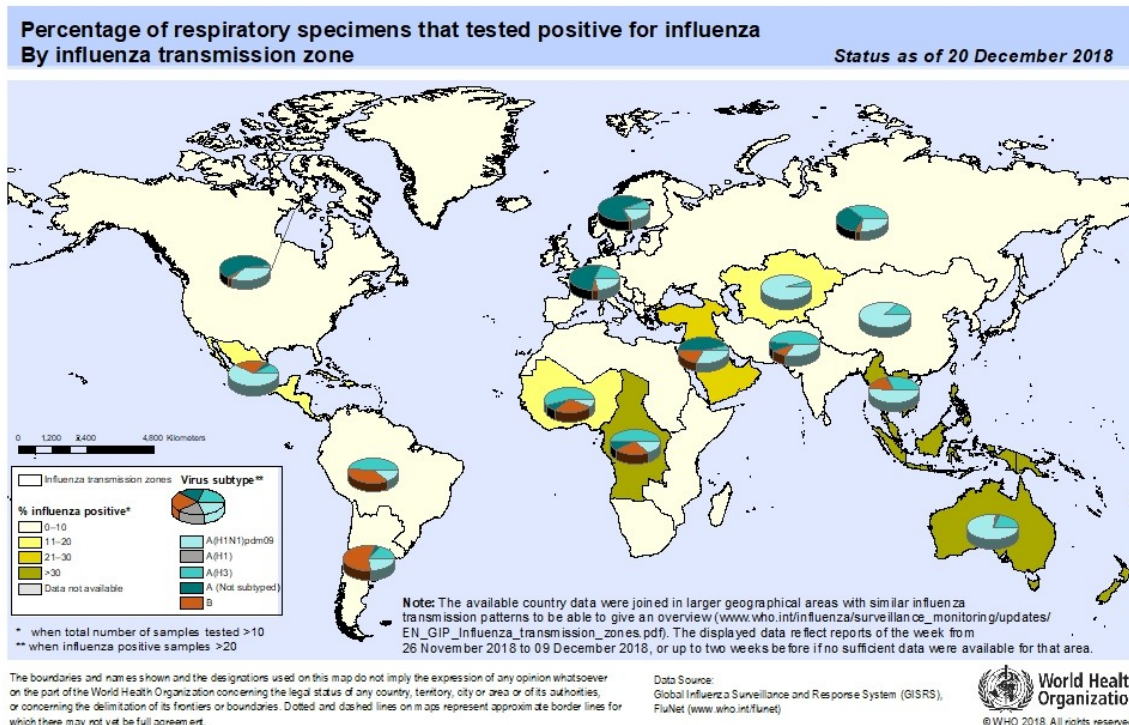 Percentage of respiratory specimens that tested positive for influenza
By influenza transmission zone
Status as of 20 December 2018
0 1,200 2,400 4,800 Kilometers
Influenza transmission zones
% influenza positive*
0–10
11–20
21–30
>30
Data not available
Virus subtype**
A(H1N1)pdm09
A(H1)
A(H3)
A (Not subtyped)
B
* when total number of samples tested >10
** when influenza positive samples >20
Note: The available country data were joined in larger geographical areas with similar influenza
transmission patterns to be able to give an overview (www.who.int/influenza/surveillance_monitoring/updates/
EN_GIP_Influenza_transmission_zones.pdf). The displayed data reflect reports of the week from
26 November 2018 to 09 December 2018, or up to two weeks before if no sufficient data were available for that area.
The boundaries and names shown and the designations used on this map do not imply the expression of any opinion whatsoever
on the part of the World Health Organization concerning the legal status of any country, territory, city or area or of its authorities,
or concerning the delimitation of its frontiers or boundaries. Dotted and dashed lines on maps represent approximate border lines for
which there may not yet be full agreement.
Data Source:
Global Influenza Surveillance and Response System (GISRS),
FluNet (www.who.int/flunet)
World Healt
Organizatio
© WHO 2018. All rights reserve